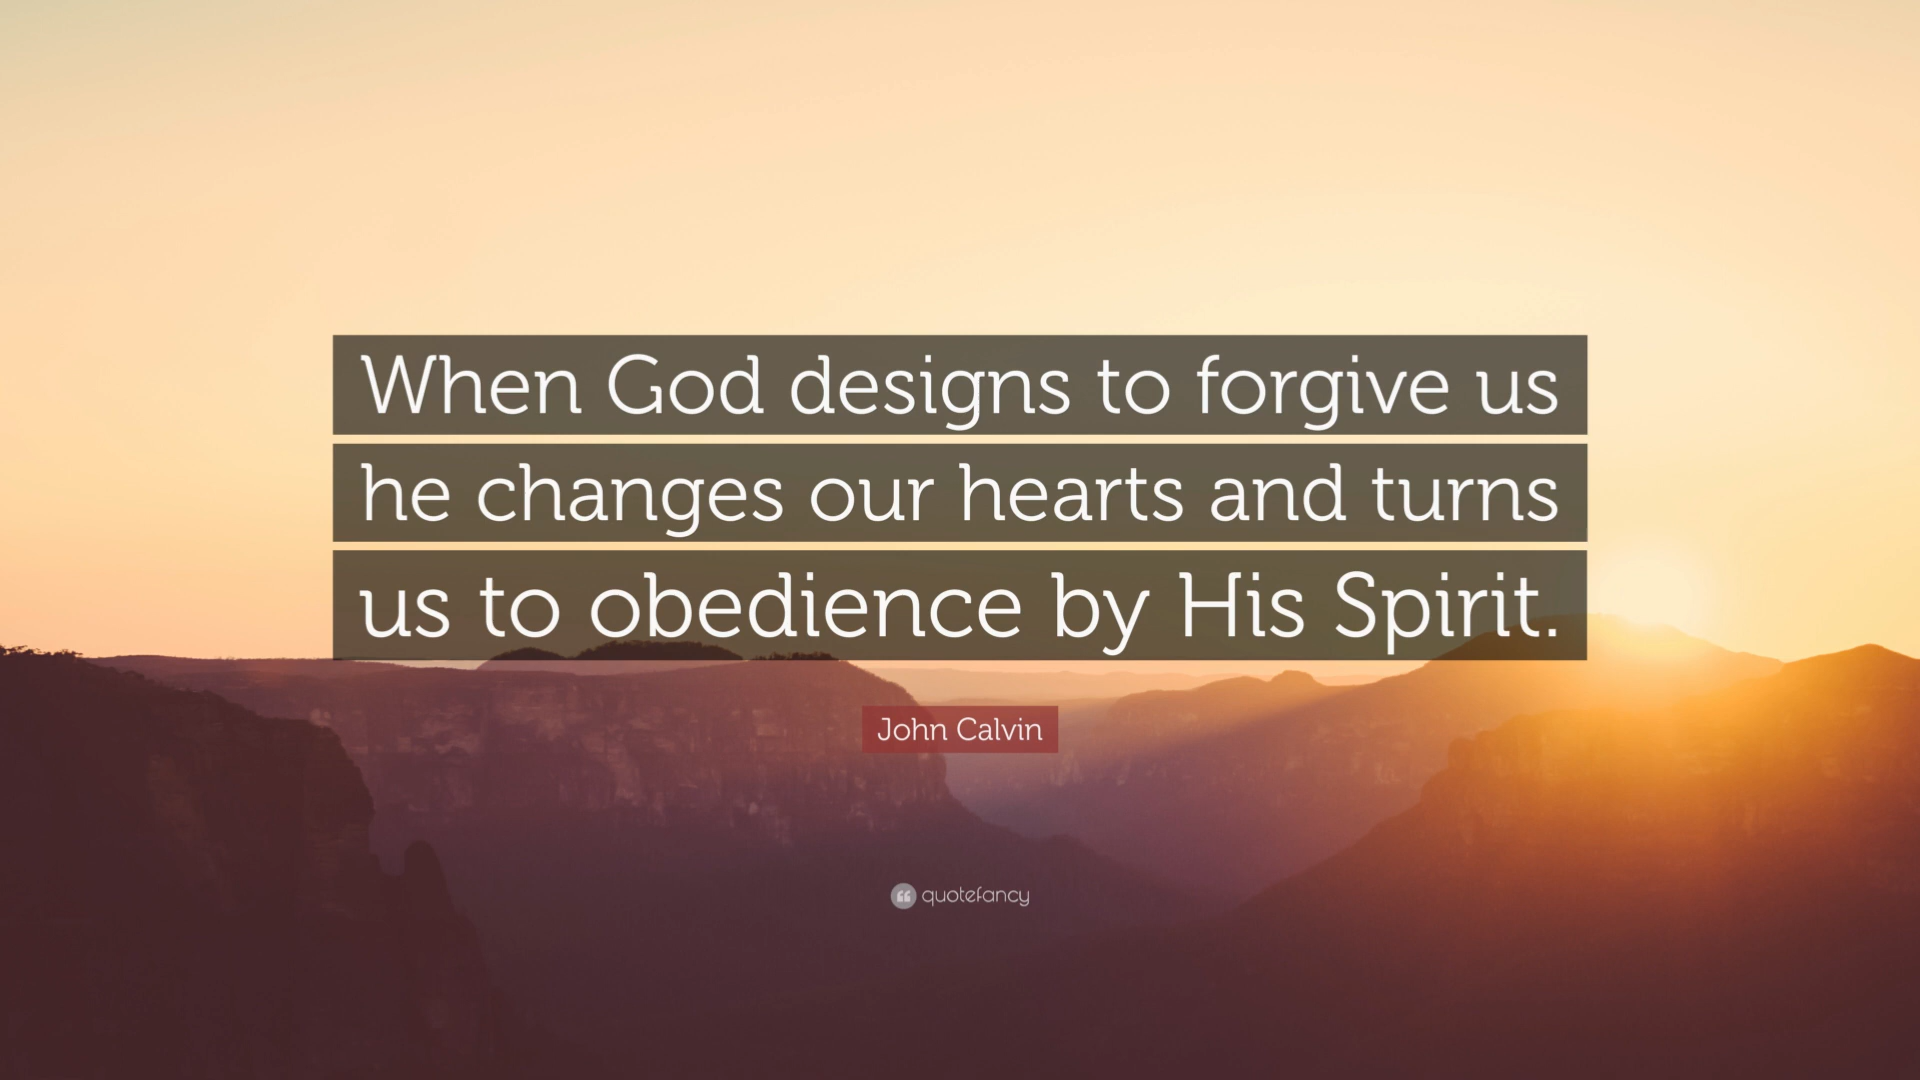 When God designs to forgive us
he changes our hearts and turns
us to obedience by His Spirit.
John Calvin
quotefancy